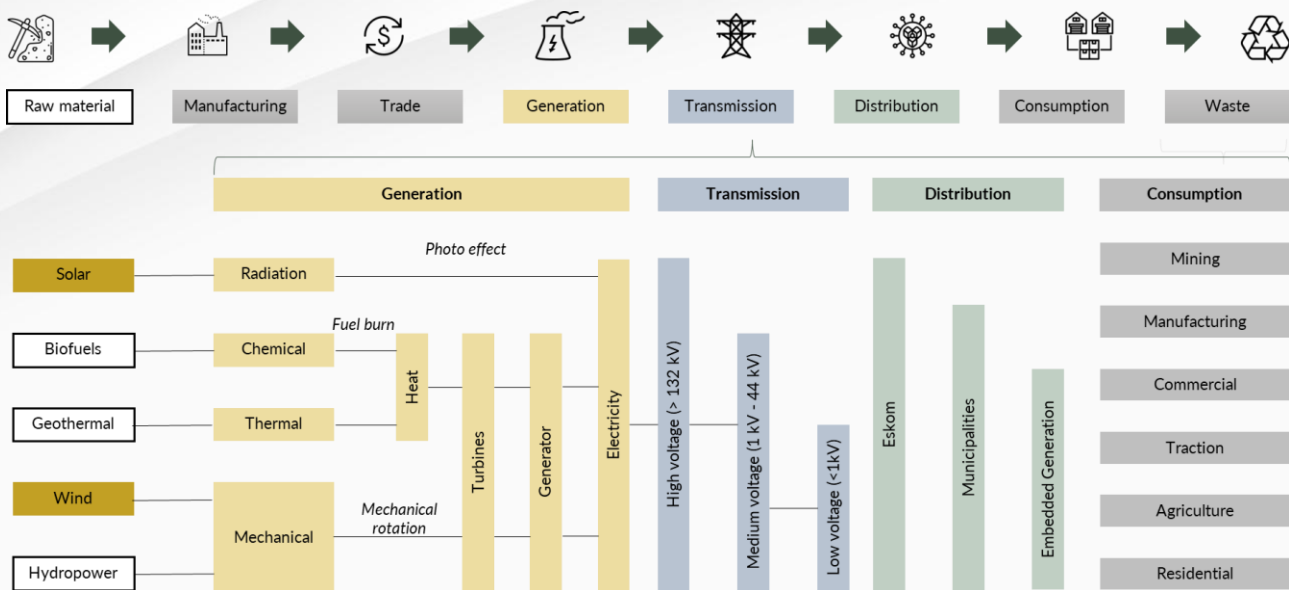 $
Raw material
Manufacturing
Trade
Generation
Transmission
Distribution
Consumption
Waste
Generation
Transmission
Distribution
Consumption
Solar
Radiation
Photo effect
Biofuels
Chemical
Fuel burn
Geothermal
Thermal
Heat
Wind
Hydropower
Mechanical
Mechanical
rotation
Turbines
Generator
Electricity
High voltage (> 132 kV)
Medium voltage (1 kV - 44 kV)
Low voltage (<1kV)
Eskom
Municipalities
Embedded Generation
Mining
Manufacturing
Commercial
Traction
Agriculture
Residential